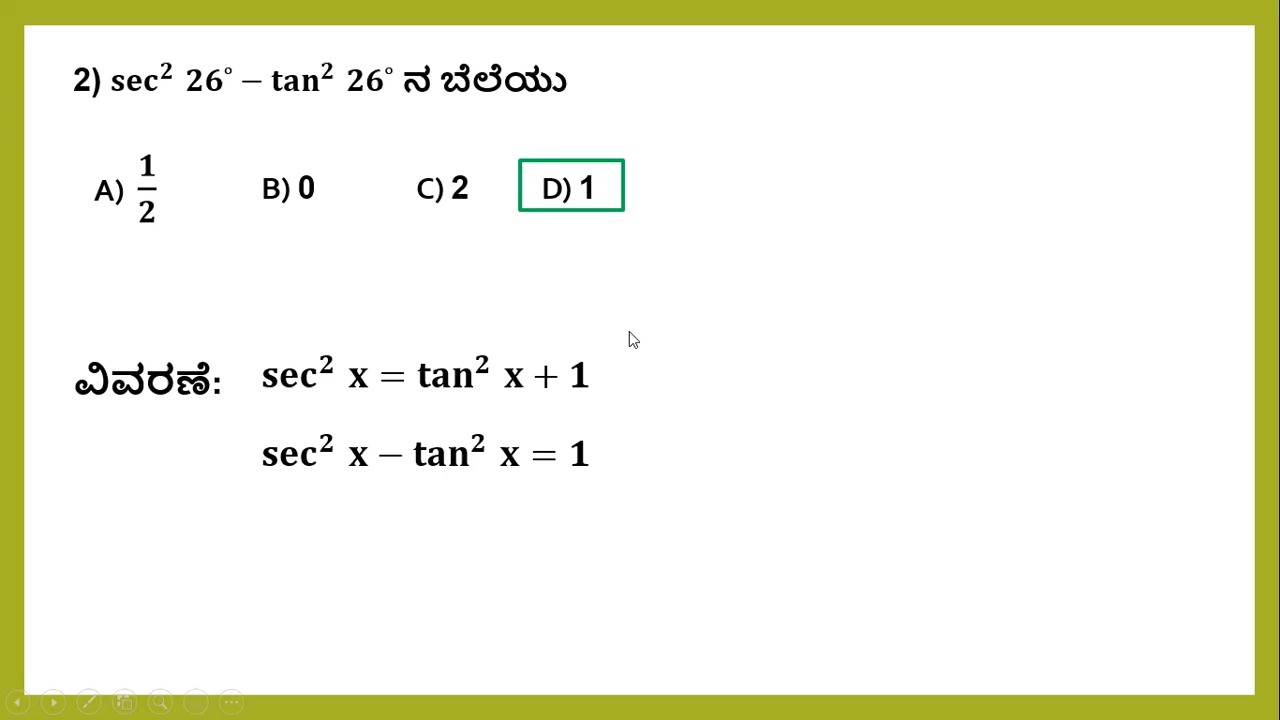 2) sec² 26° − tan² 26° ನ ಬೆಲೆಯು
A) 1/2 B) 0 C) 2 D) 1
ವಿವರಣೆ: sec² x = tan² x + 1
sec² x − tan² x = 1